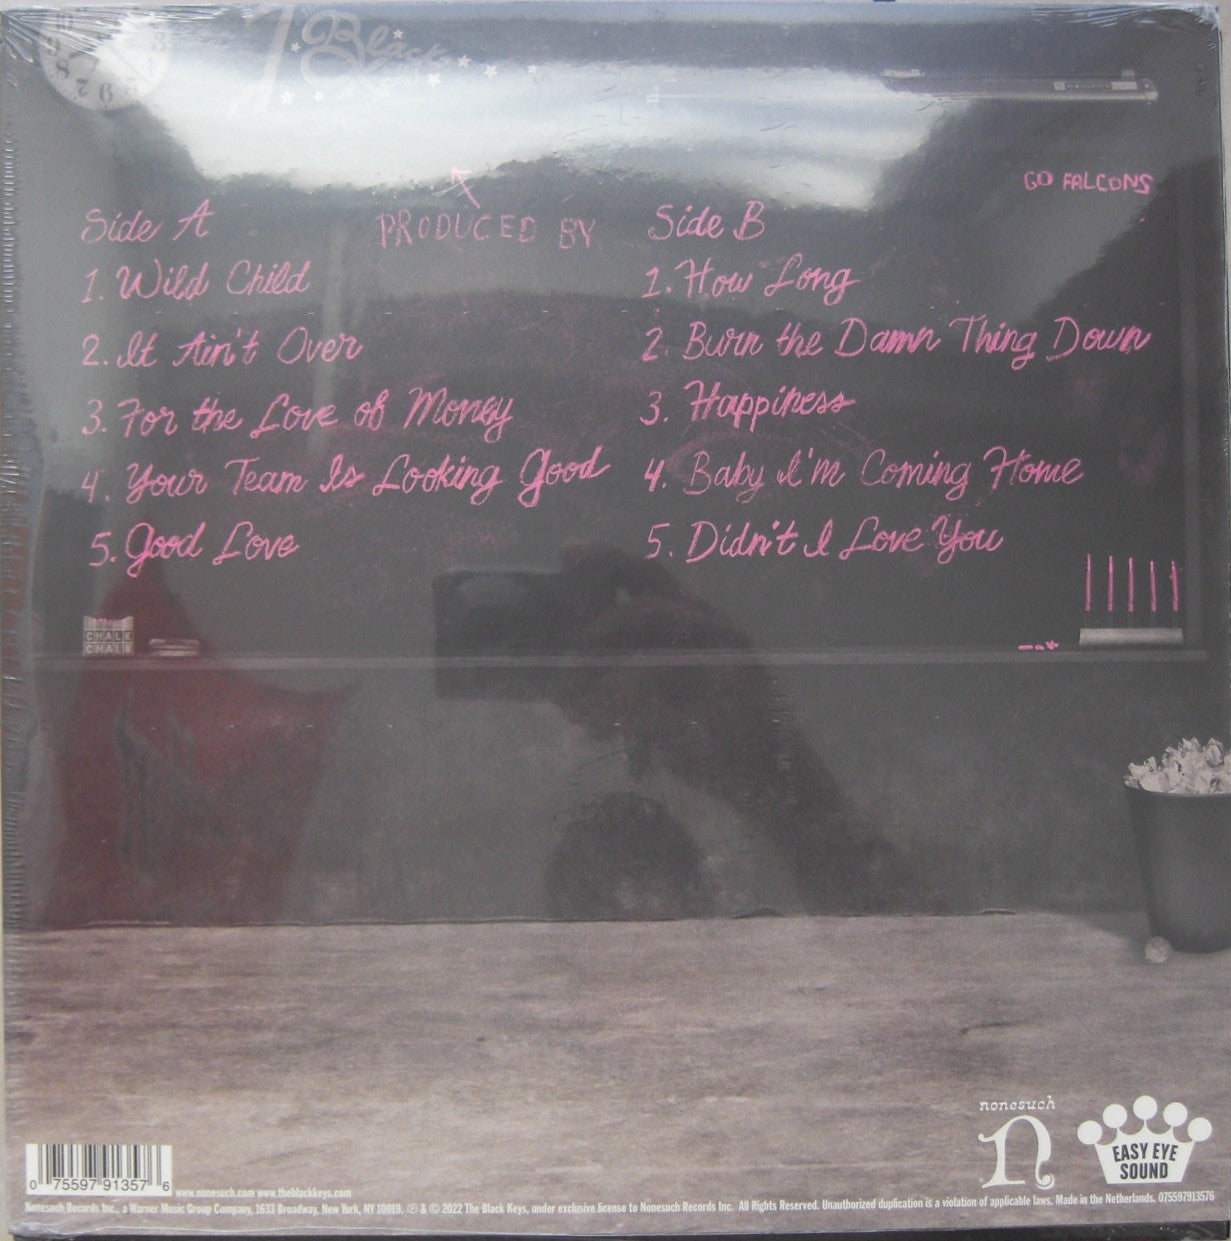 Black
GO FALCONS
PRODUCED BY
Side A
1. Wild Child
2. It Ain't Over
3. For the Love of Money
4. Your Team Is Looking Good
5. Good Love
Side B
1. How Long
2. Burn the Damn Thing Down
3. Happiness
4. Baby I'm Coming Home
5. Didn't I Love You
CHALK
CHALK
nonesuch
n
EASY EYE
SOUND
0 75597 91357 6
www.nonesuch.com www.theblackkeys.com
Nonesuch Records Inc., a Warner Music Group Company, 1633 Broadway, New York, NY 10019. ℗ & © 2022 The Black Keys, under exclusive license to Nonesuch Records Inc. All Rights Reserved. Unauthorized duplication is a violation of applicable laws. Made in the Netherlands. 075597913576